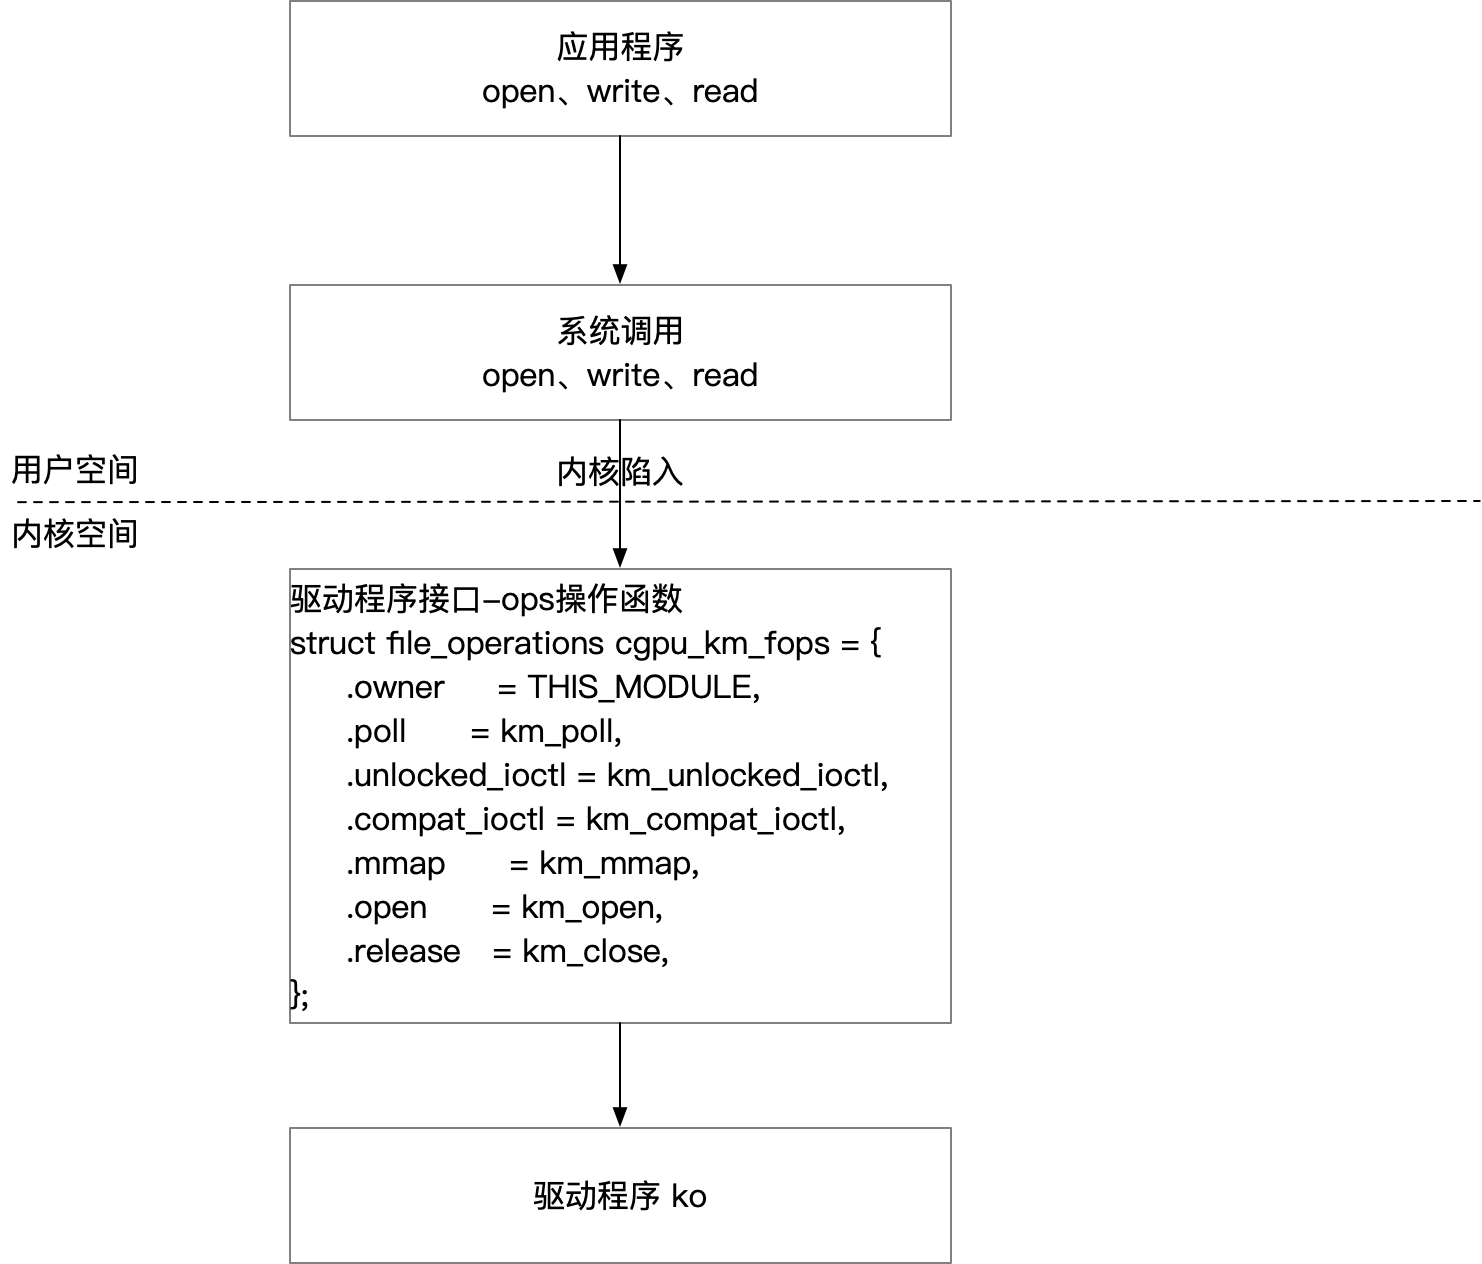 应用程序
open、write、read
系统调用
open、write、read
用户空间
内核陷入
内核空间
驱动程序接口-ops操作函数
struct file_operations cgpu_km_fops = {
.owner = THIS_MODULE,
.poll = km_poll,
.unlocked_ioctl = km_unlocked_ioctl,
.compat_ioctl = km_compat_ioctl,
.mmap = km_mmap,
.open = km_open,
.release = km_close,
};
驱动程序 ko